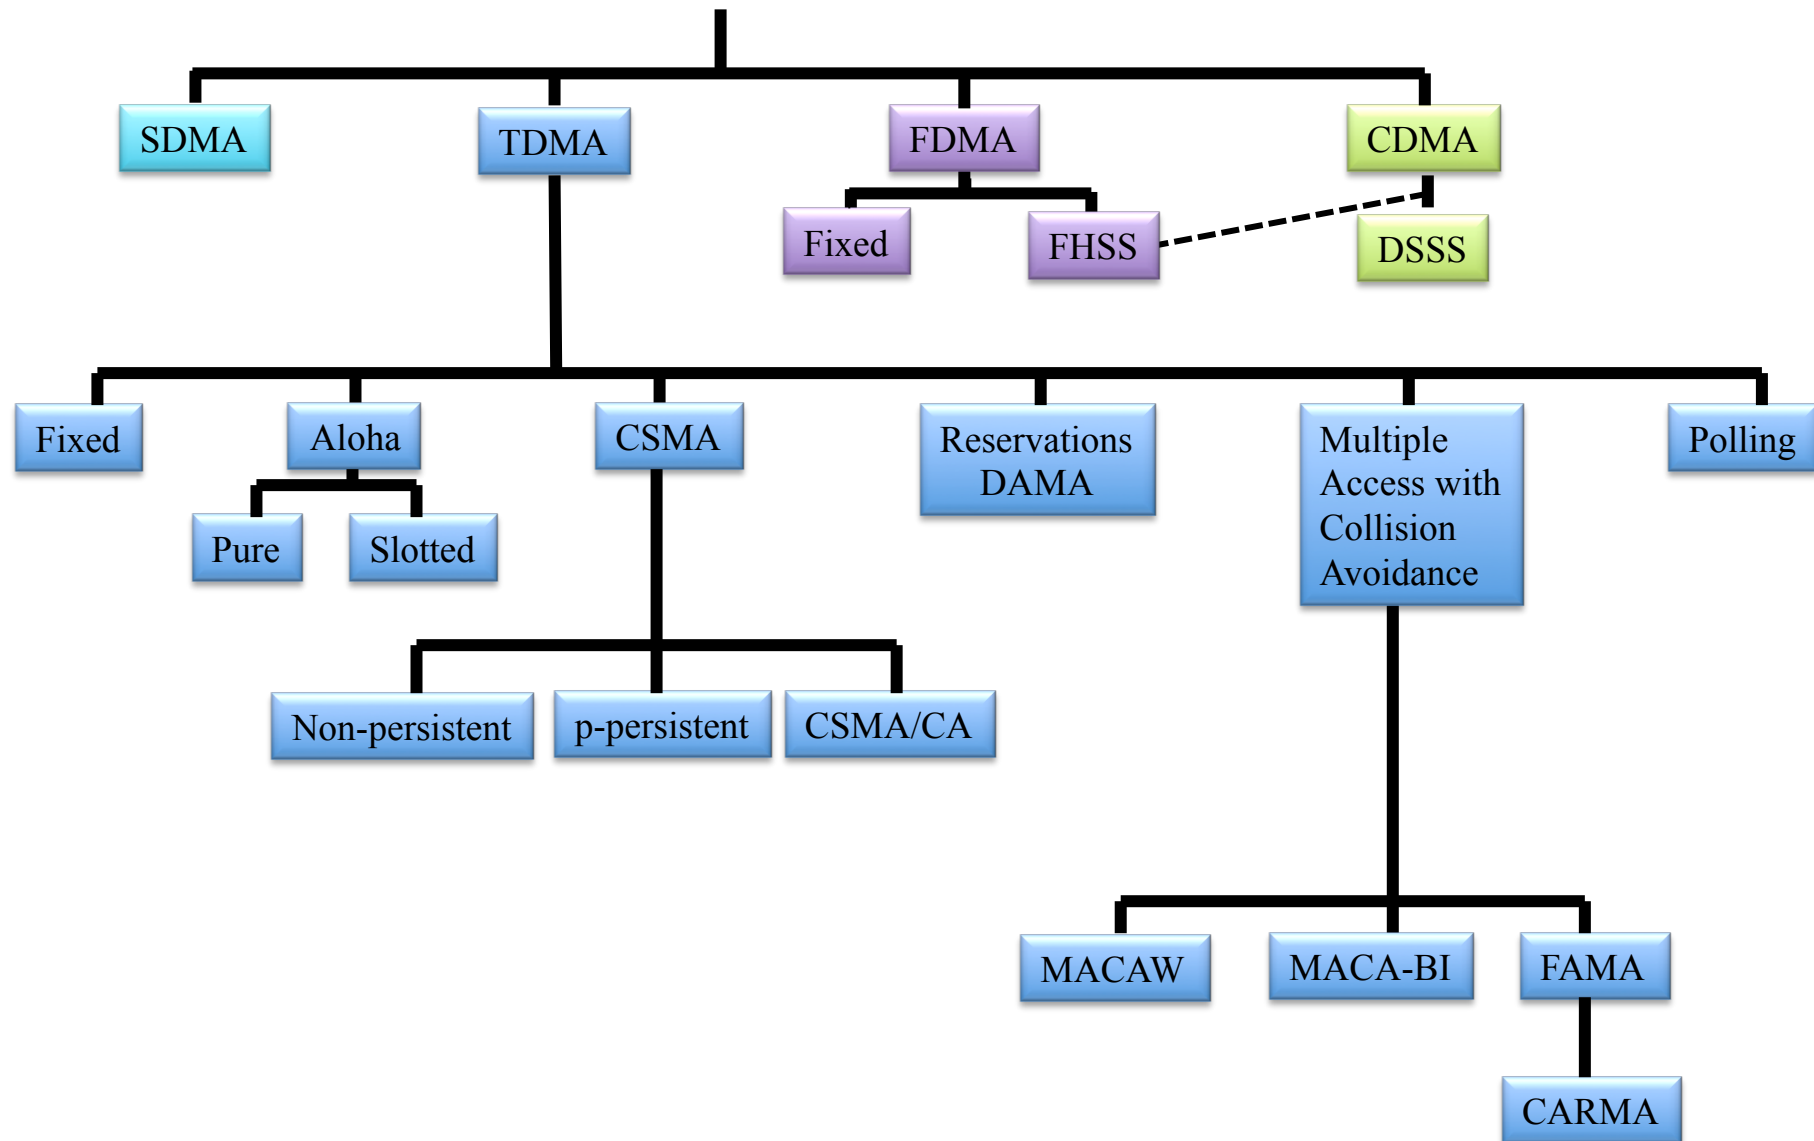 SDMA
TDMA
FDMA
CDMA
Fixed
FHSS
DSSS
Fixed
Aloha
CSMA
Reservations
DAMA
Multiple
Access with
Collision
Avoidance
Polling
Pure
Slotted
Non-persistent
p-persistent
CSMA/CA
MACAW
MACA-BI
FAMA
CARMA